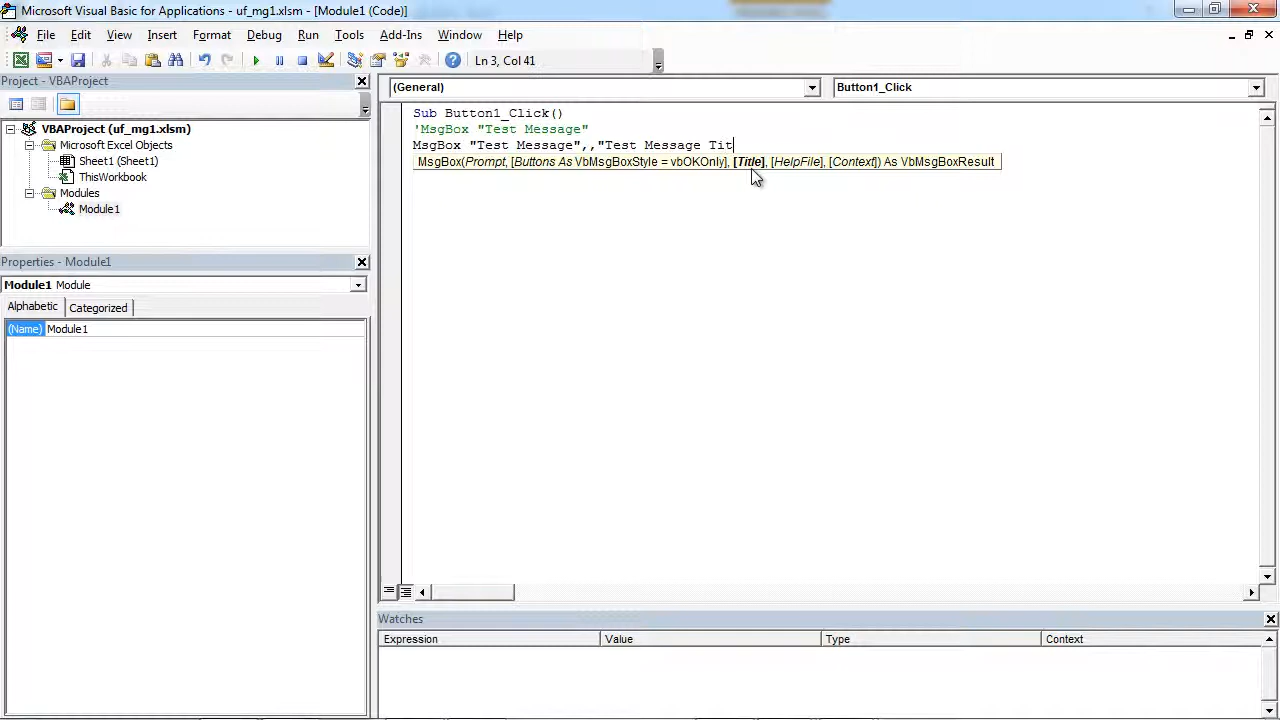 Microsoft Visual Basic for Applications - uf_mg1.xlsm - [Module1 (Code)]
File Edit View Insert Format Debug Run Tools Add-Ins Window Help
Ln 3, Col 41
Project - VBAProject
VBAProject (uf_mg1.xlsm)
Microsoft Excel Objects
Sheet1 (Sheet1)
ThisWorkbook
Modules
Module1
Properties - Module1
Module1 Module
Alphabetic Categorized
(Name) Module1
(General) Button1_Click
Sub Button1_Click()
'MsgBox "Test Message"
MsgBox "Test Message",,"Test Message Tit
MsgBox(Prompt, [Buttons As VbMsgBoxStyle = vbOKOnly], [Title], [HelpFile], [Context]) As VbMsgBoxResult
Watches
Expression Value Type Context